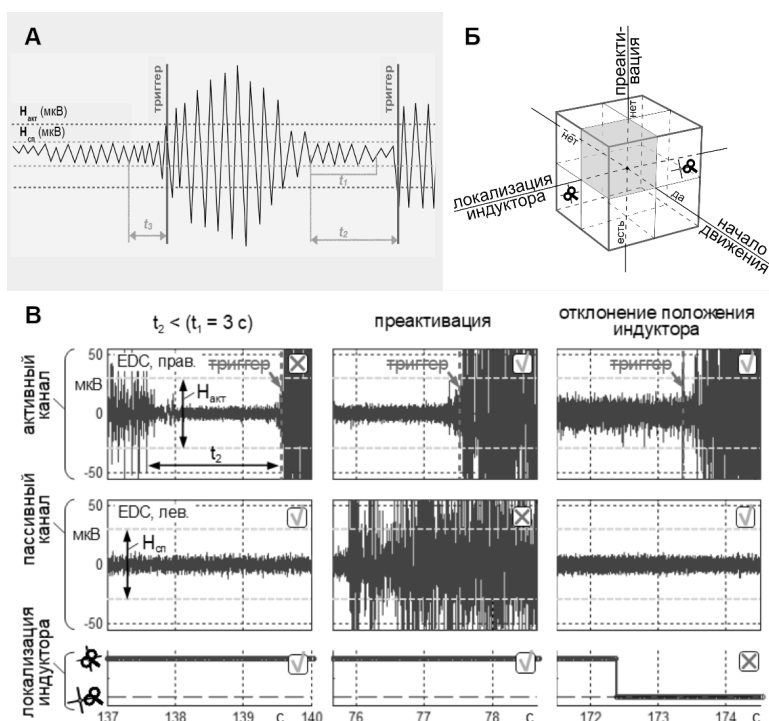 А
триггер
триггер
Hакт (мкВ)
Hсп (мкВ)
t1
t2
t3
Б
преакти-
вация
нет
нет
локализация
индуктора
да
есть
начало
движения
В
t2 < (t1 = 3 с)
преактивация
отклонение положения
индуктора
активный
канал
50
мкВ
0
-50
EDC, прав.
триггер
Hакт
t2
триггер
триггер
пассивный
канал
50
мкВ
0
-50
EDC, лев.
Hсп
локализация
индуктора
137 138 139 140
с
76 77 78
с
172 173 174
с